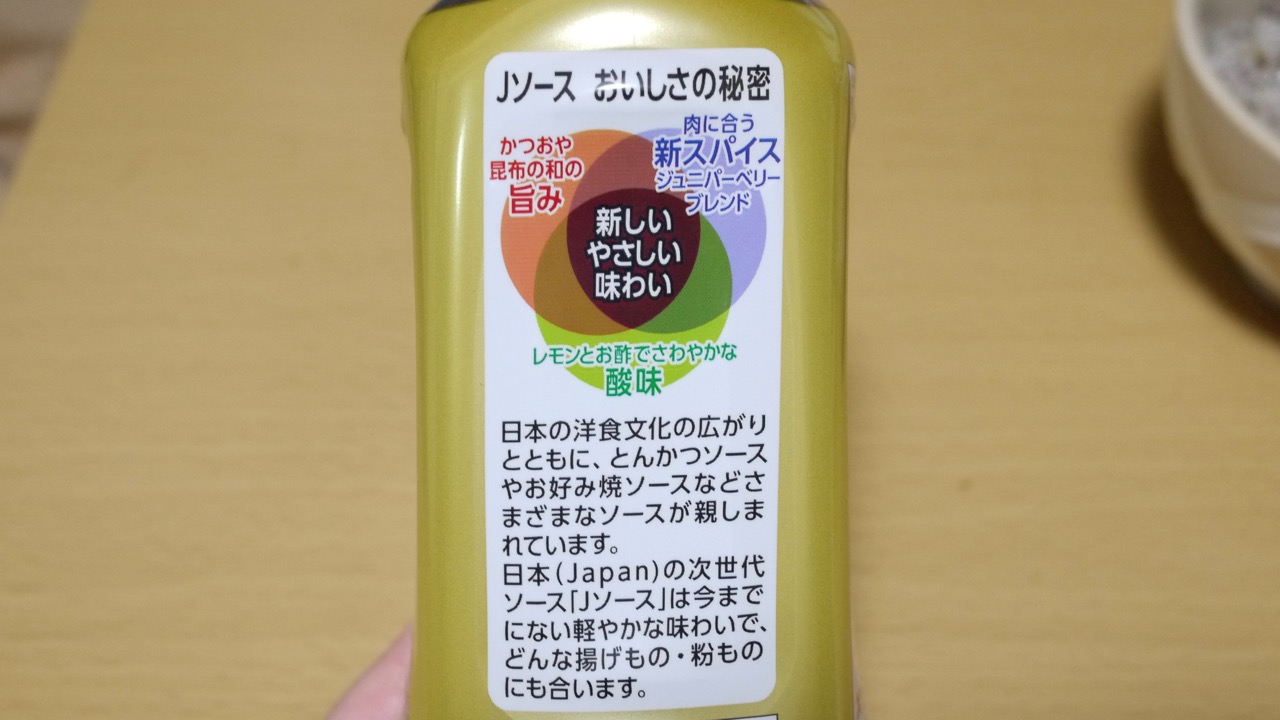 Jソース おいしさの秘密
かつおや
昆布の和の
旨み
肉に合う
新スパイス
ジュニパーベリー
ブレンド
新しい
やさしい
味わい
レモンとお酢でさわやかな
酸味
日本の洋食文化の広がり
とともに、とんかつソース
やお好み焼ソースなどさ
まざまなソースが親しま
れています。
日本(Japan)の次世代
ソース「Jソース」は今まで
にない軽やかな味わいで、
どんな揚げもの・粉もの
にも合います。